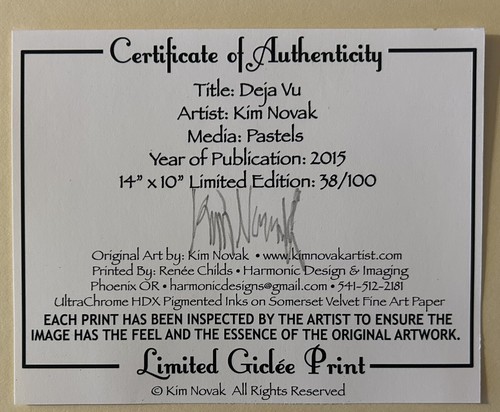 Certificate of Authenticity
Title: Deja Vu
Artist: Kim Novak
Media: Pastels
Year of Publication: 2015
14” x 10” Limited Edition: 38/100
Kim Novak
Original Art by: Kim Novak • www.kimnovakartist.com
Printed By: Renée Childs • Harmonic Design & Imaging
Phoenix OR • harmonicdesigns@gmail.com • 541-512-2181
UltraChrome HDX Pigmented Inks on Somerset Velvet Fine Art Paper
EACH PRINT HAS BEEN INSPECTED BY THE ARTIST TO ENSURE THE
IMAGE HAS THE FEEL AND THE ESSENCE OF THE ORIGINAL ARTWORK.
Limited Giclée Print
© Kim Novak All Rights Reserved